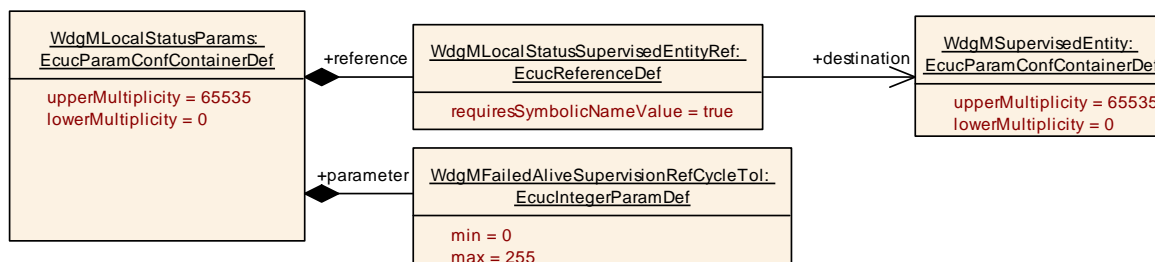 WdgMLocalStatusParams:
EcucParamConfContainerDef
upperMultiplicity = 65535
lowerMultiplicity = 0
+reference
WdgMLocalStatusSupervisedEntityRef:
EcucReferenceDef
requiresSymbolicNameValue = true
+destination
WdgMSupervisedEntity:
EcucParamConfContainerDef
upperMultiplicity = 65535
lowerMultiplicity = 0
+parameter
WdgMFailedAliveSupervisionRefCycleTol:
EcucIntegerParamDef
min = 0
max = 255